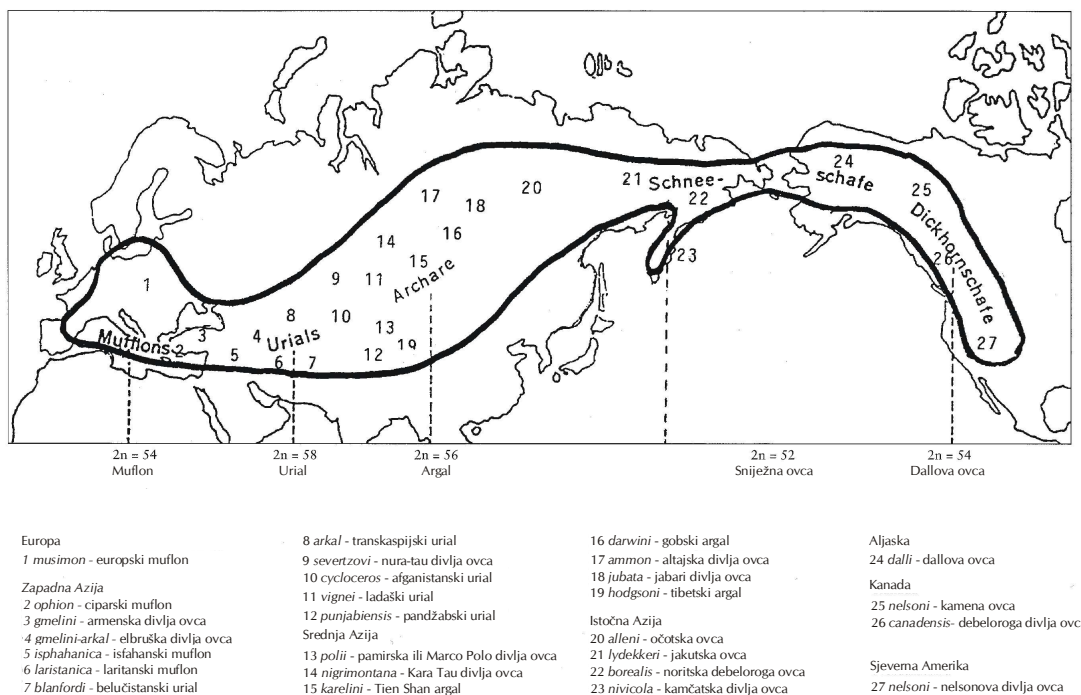 24
21
Schnee-
schafe
20
25
17
22
18
Dickhornschafe
14
16
23
15
26
9
11
Archare
1
8
10
13
3
4
Urials
Mufflons
2
19
5
12
27
6
7
2n = 54
Muflon
2n = 58
Urial
2n = 56
Argal
2n = 52
Sniježna ovca
2n = 54
Dallova ovca
Europa
1 musimon - europski muflon
Zapadna Azija
2 ophion - ciparski muflon
3 gmelini - armenska divlja ovca
4 gmelini-arkal - elbruška divlja ovca
5 isphahanica - isfahanski muflon
6 laristanica - laritanski muflon
7 blanfordi - belučistanski urial
8 arkal - transkaspijski urial
9 severtzovi - nura-tau divlja ovca
10 cycloceros - afganistanski urial
11 vignei - ladaški urial
12 punjabiensis - pandžabski urial
Srednja Azija
13 polii - pamirska ili Marco Polo divlja ovca
14 nigrimontana - Kara Tau divlja ovca
15 karelini - Tien Shan argal
16 darwini - gobski argal
17 ammon - altajska divlja ovca
18 jubata - jabari divlja ovca
19 hodgsoni - tibetski argal
Istočna Azija
20 alleni - očotska ovca
21 lydekkeri - jakutska ovca
22 borealis - noritska debeloroga divlja ovca
23 nivicola - kamčatska divlja ovca
Aljaska
24 dalli - dallova ovca
Kanada
25 nelsoni - kamena ovca
26 canadensis- debeloroga divlja ovc
Sjeverna Amerika
27 nelsoni - nelsonova divlja ovca